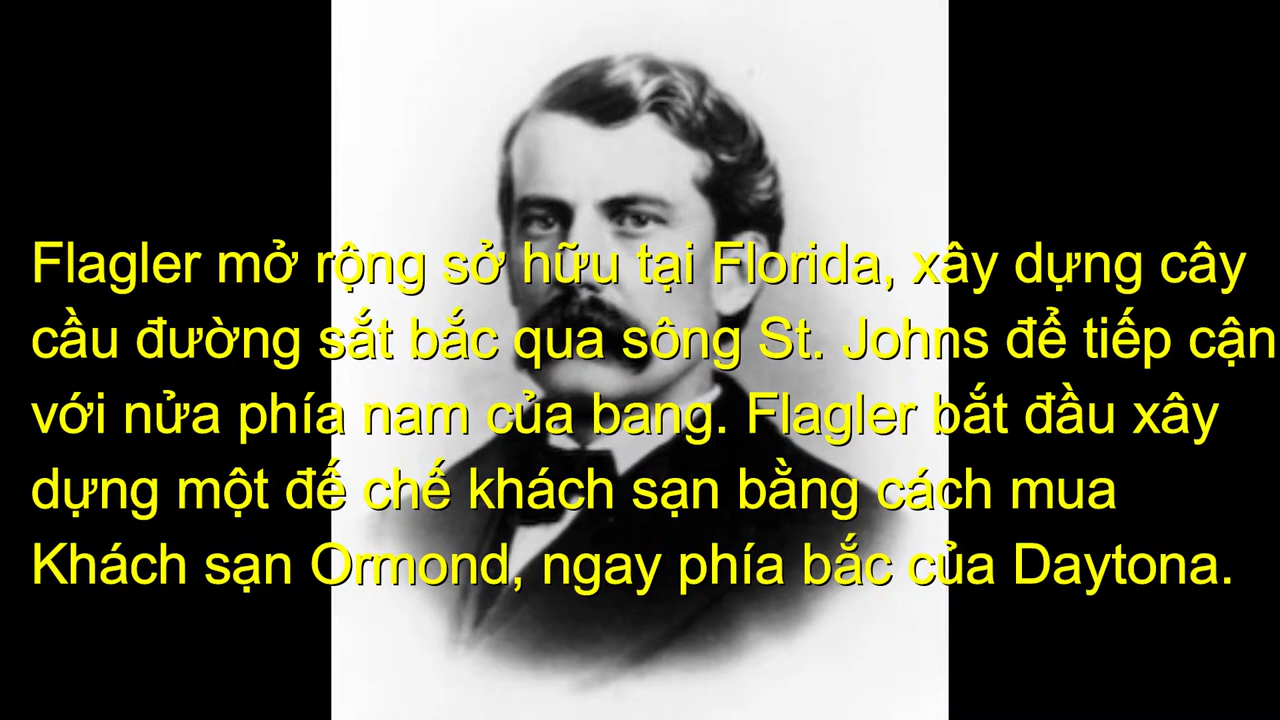 Flagler mở rộng sở hữu tại Florida, xây dựng cây
cầu đường sắt bắc qua sông St. Johns để tiếp cận
với nửa phía nam của bang. Flagler bắt đầu xây
dựng một đế chế khách sạn bằng cách mua
Khách sạn Ormond, ngay phía bắc của Daytona.